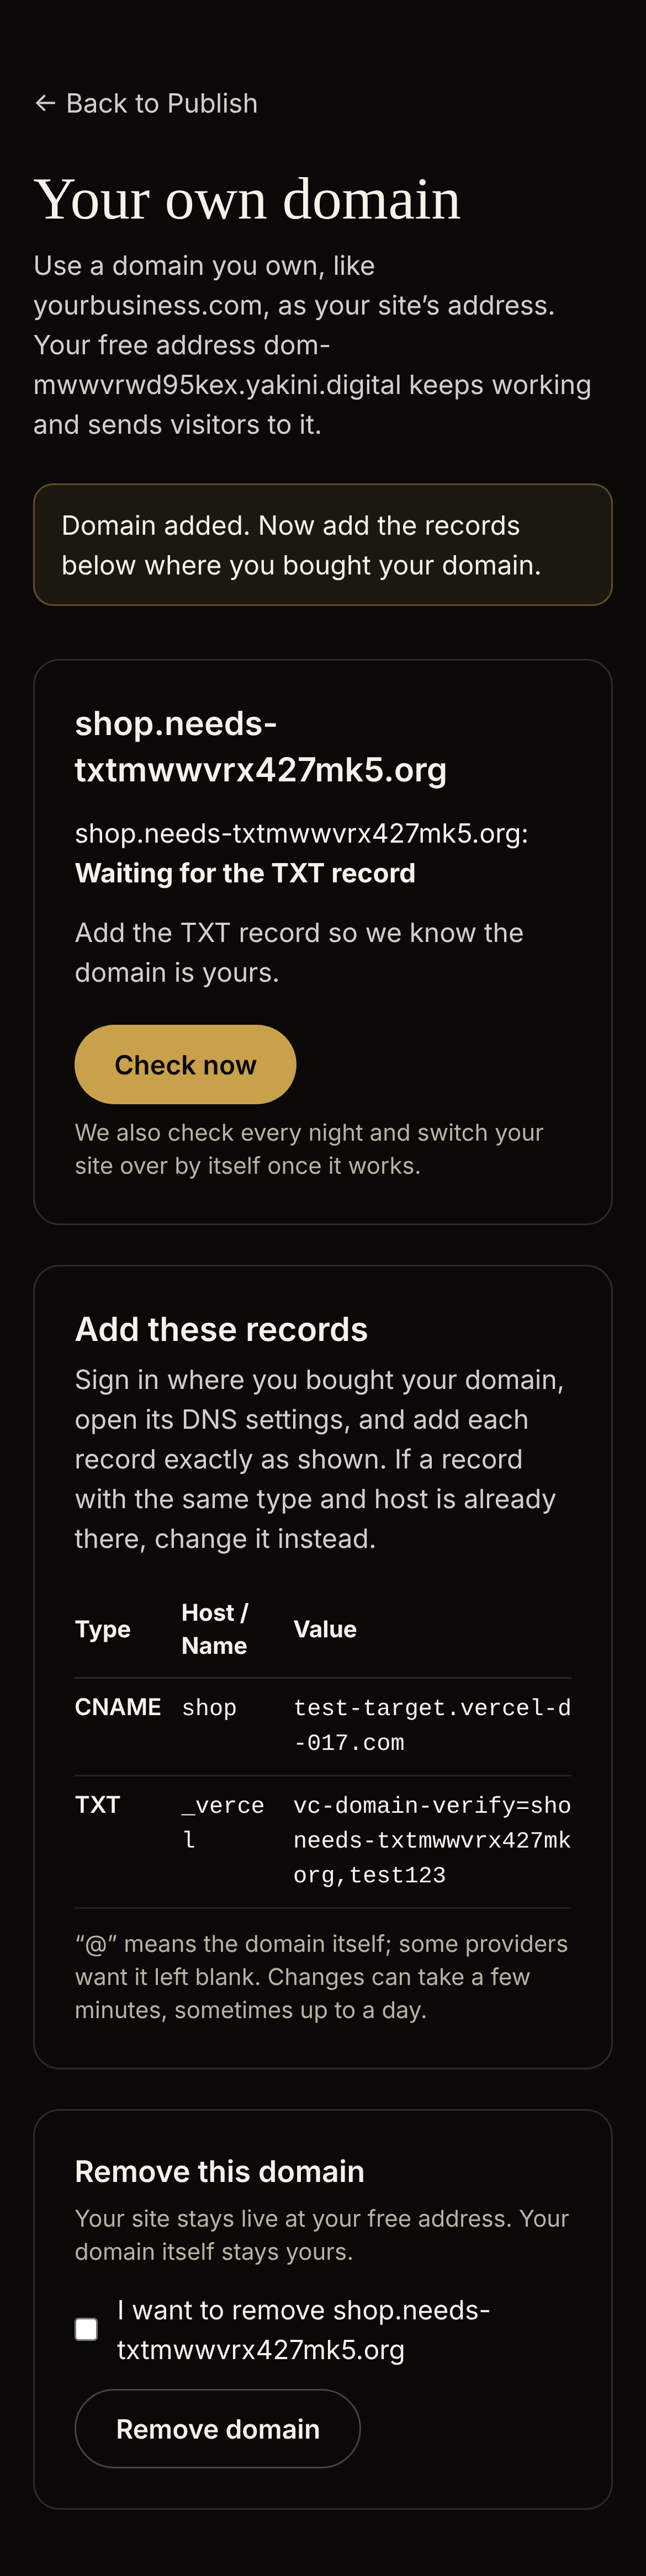 ← Back to Publish
Your own domain
Use a domain you own, like
yourbusiness.com, as your site’s address.
Your free address dom-
mwwvrwd95kex.yakini.digital keeps working
and sends visitors to it.
Domain added. Now add the records
below where you bought your domain.
shop.needs-
txtmwwvrx427mk5.org
shop.needs-txtmwwvrx427mk5.org:
Waiting for the TXT record
Add the TXT record so we know the
domain is yours.
Check now
We also check every night and switch your
site over by itself once it works.
Add these records
Sign in where you bought your domain,
open its DNS settings, and add each
record exactly as shown. If a record
with the same type and host is already
there, change it instead.
Type Host / Name Value
CNAME shop test-target.vercel-d
-017.com
TXT _verce vc-domain-verify=sho
l needs-txtmwwvrx427mk
org,test123
“@” means the domain itself; some providers
want it left blank. Changes can take a few
minutes, sometimes up to a day.
Remove this domain
Your site stays live at your free address. Your
domain itself stays yours.
I want to remove shop.needs-
txtmwwvrx427mk5.org
Remove domain